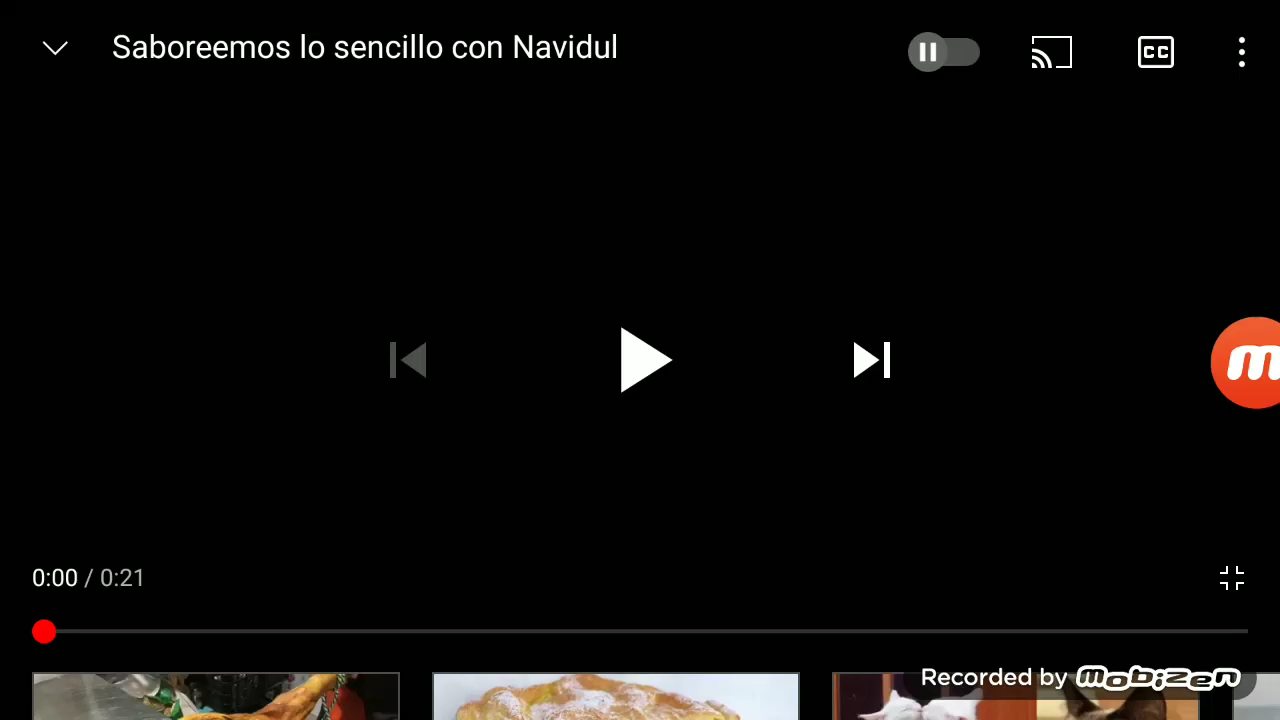 Saboreemos lo sencillo con Navidul
CC
m
0:00 / 0:21
Recorded by mobizen